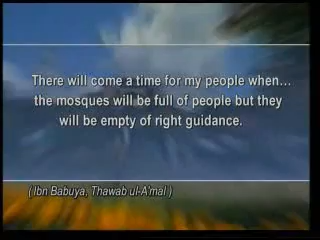 There will come a time for my people when...
the mosques will be full of people but they
will be empty of right guidance.
( Ibn Babuya, Thawab ul-A'mal )